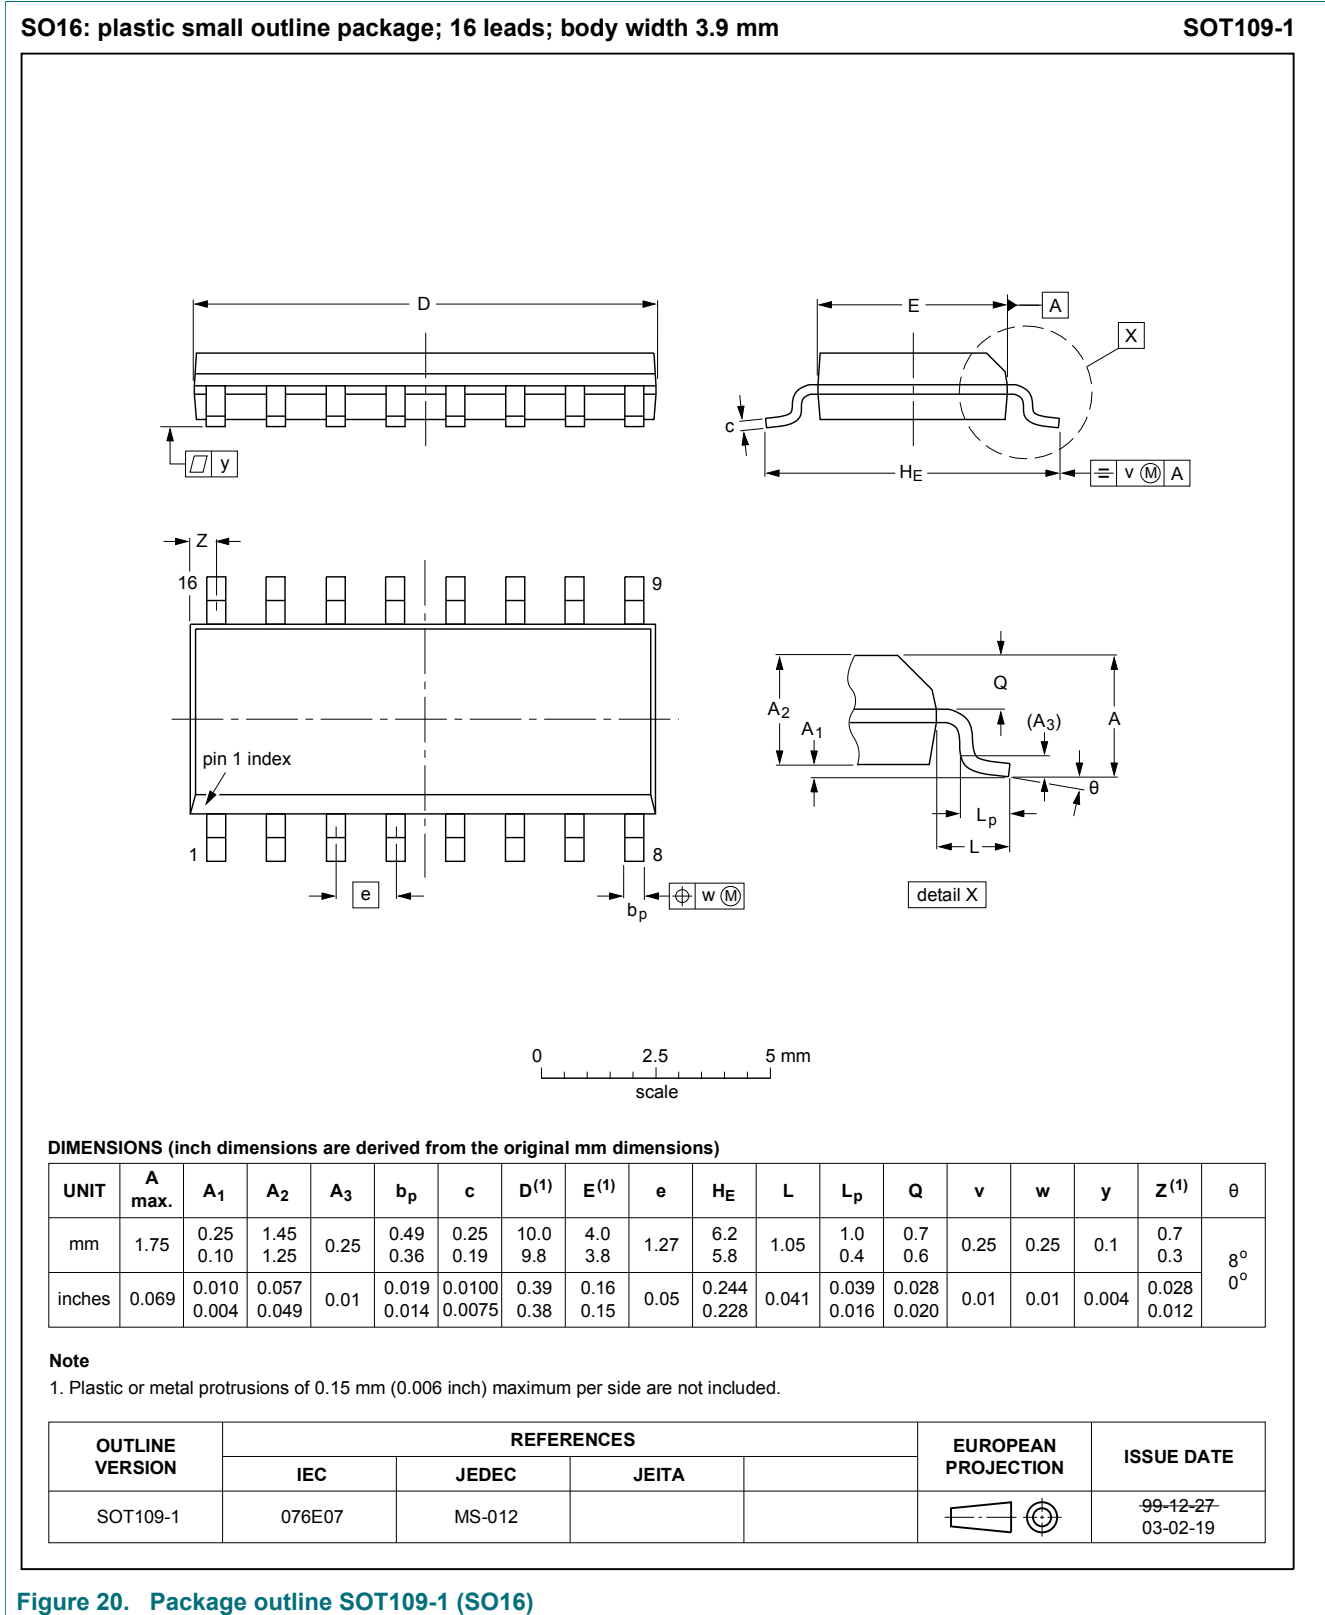 SO16: plastic small outline package; 16 leads; body width 3.9 mm SOT109-1
D
E A
X
c
y
HE
v M A
Z
16 9
Q
A2
A1
(A3)
A
pin 1 index
θ
Lp
L
1 8
e
w M
bp
detail X
0 2.5 5 mm
scale
DIMENSIONS (inch dimensions are derived from the original mm dimensions)
UNIT A max. A1 A2 A3 bp c D(1) E(1) e HE L Lp Q v w y Z(1) θ
mm 1.75 0.25 0.10 1.45 1.25 0.25 0.49 0.36 0.25 0.19 10.0 9.8 4.0 3.8 1.27 6.2 5.8 1.05 1.0 0.4 0.7 0.6 0.25 0.25 0.1 0.7 0.3 8° 0°
inches 0.069 0.010 0.004 0.057 0.049 0.01 0.019 0.014 0.0100 0.0075 0.39 0.38 0.16 0.15 0.05 0.244 0.228 0.041 0.039 0.016 0.028 0.020 0.01 0.01 0.004 0.028 0.012
Note
1. Plastic or metal protrusions of 0.15 mm (0.006 inch) maximum per side are not included.
OUTLINE VERSION REFERENCES EUROPEAN PROJECTION ISSUE DATE
IEC JEDEC JEITA
SOT109-1 076E07 MS-012 99-12-27
03-02-19
Figure 20. Package outline SOT109-1 (SO16)